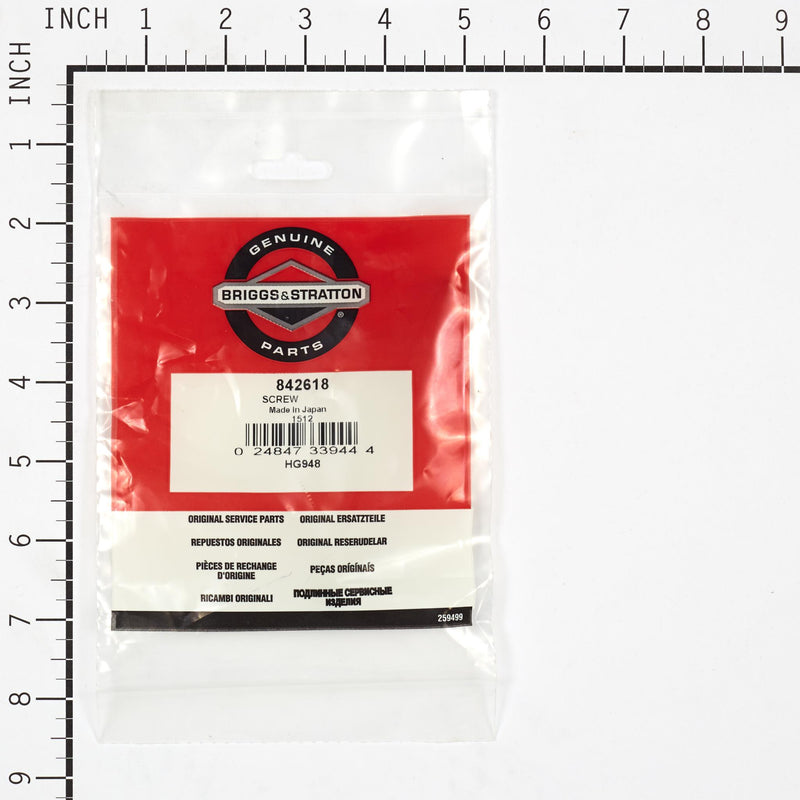 INCH 1 2 3 4 5 6 7 8 9
INCH
1
2
3
4
5
6
7
8
9
GENUINE
BRIGGS&STRATTON
®
PARTS
842618
SCREW
Made in Japan
1512
0 24847 33944 4
HG948
ORIGINAL SERVICE PARTS ORIGINAL ERSATZTEILE
REPUESTOS ORIGINALES ORIGINAL RESERUDELAR
PIÈCES DE RECHANGE
D'ORIGINE
PEÇAS ORÍGÍNAÍS
RICAMBI ORIGINALI
ПОДЛИННЫЕ СЕРВИСНЫЕ
ИЗДЕЛИЯ
259499